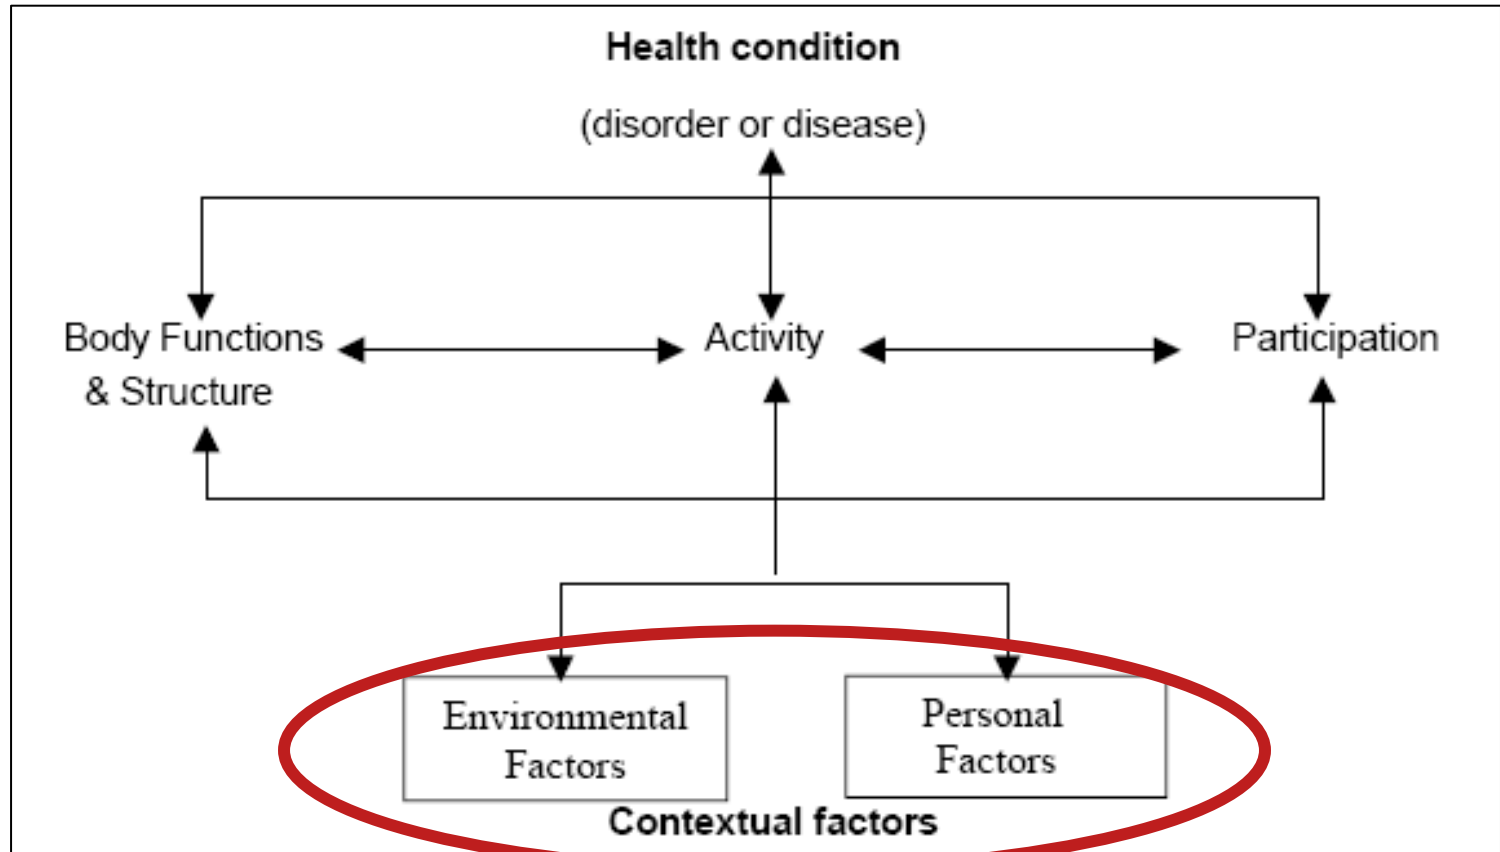 Health condition
(disorder or disease)
Body Functions
& Structure
Activity
Participation
Environmental
Factors
Personal
Factors
Contextual factors